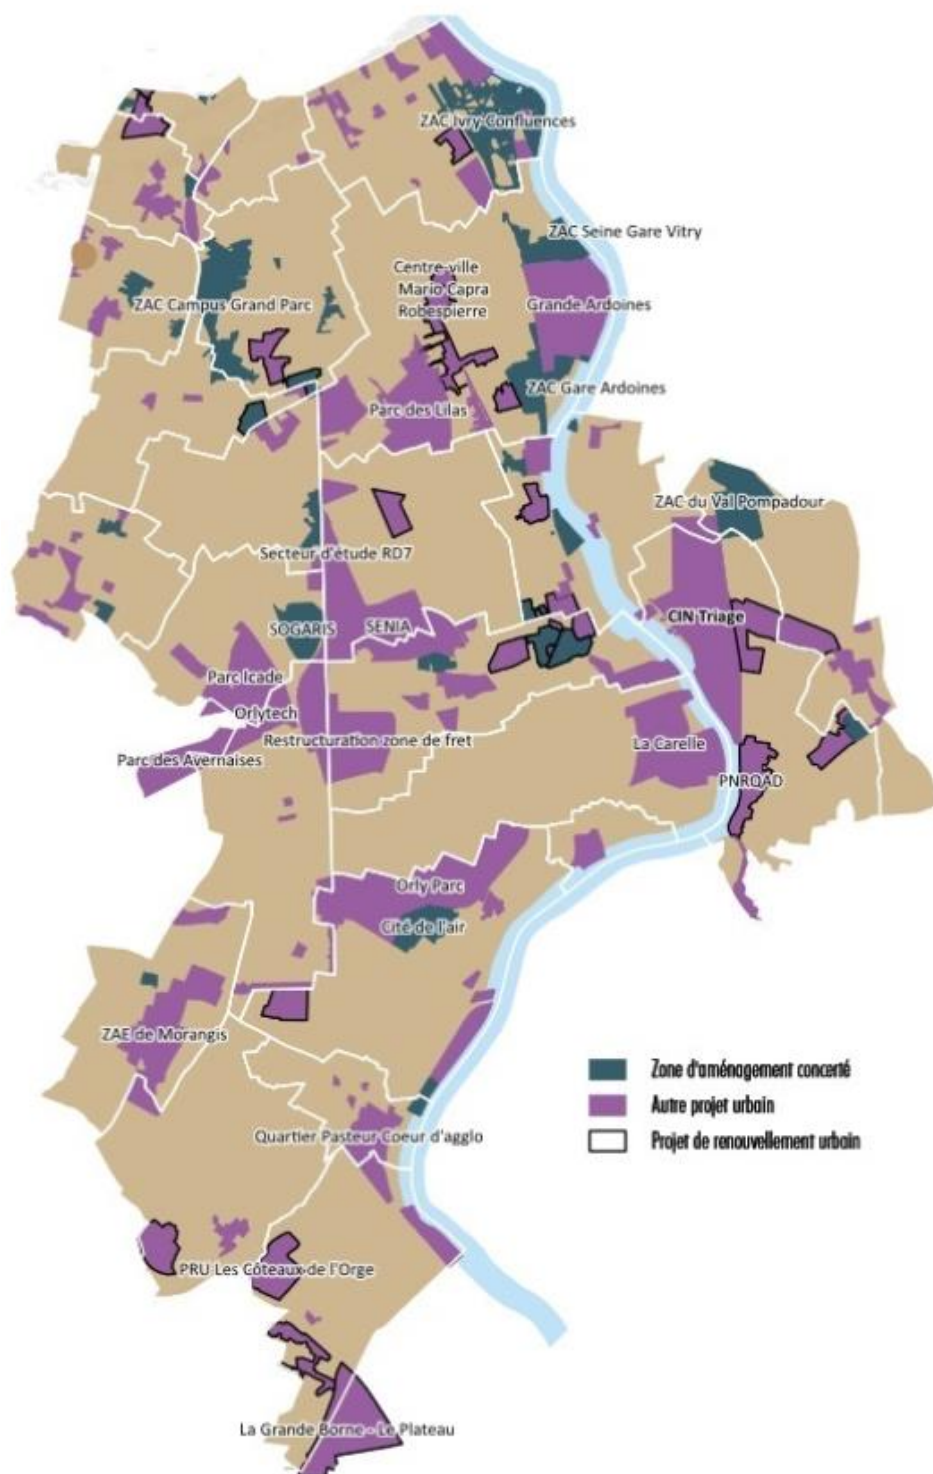 ZAC Ivry Confluences
ZAC Seine Gare Vitry
Centre-ville
Mario Capra
Robespierre
ZAC Campus Grand Parc
Grande Ardoines
ZAC Gare Ardoines
Parc des Lilas
ZAC du Val Pompadour
Secteur d'étude RD7
CIN Triage
SOGARIS
SENIA
Parc Icade
Orlytech
Restructuration zone de fret
La Carelle
Parc des Avernaises
PNRQAD
Orly Parc
Cité de l'air
ZAE de Morangis
Zone d'aménagement concerté
Autre projet urbain
Projet de renouvellement urbain
Quartier Pasteur Coeur d'agglo
PRU Les Côteaux de l'Orge
La Grande Borne - Le Plateau